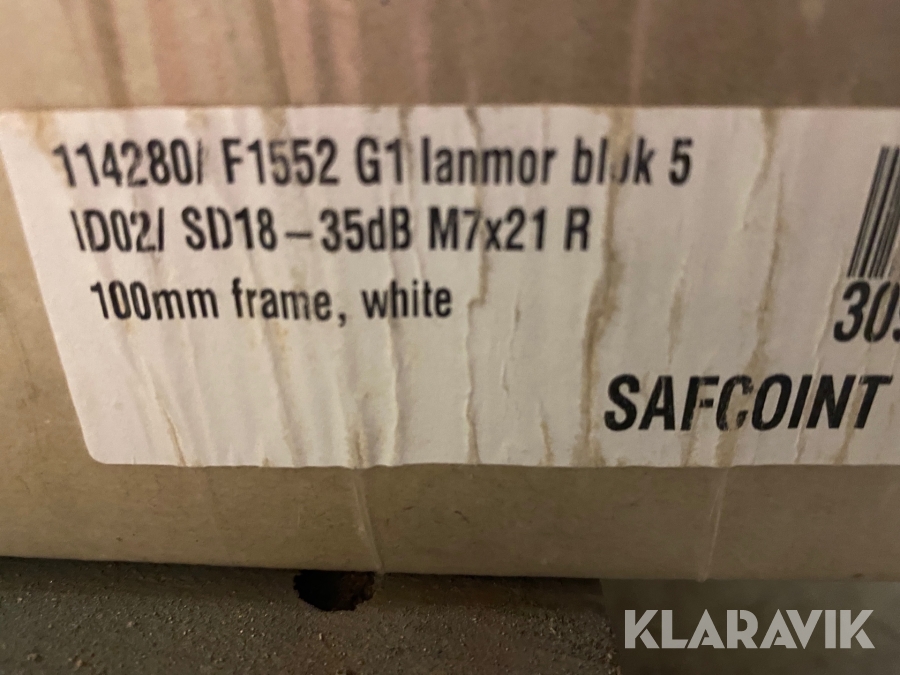 114280/ F1552 G1 lanmor blok 5
ID02/ SD18-35dB M7x21 R
100mm frame, white
SAFCOINT
KLARAVIK